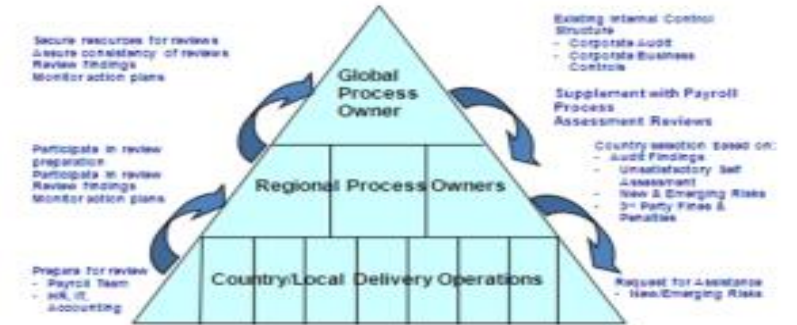 Secure resources for reviews
Assure consistency of reviews
Review findings
Monitor action plans
Existing Internal Control
Structure
- Corporate Audit
- Corporate Business
Controls
Global
Process
Owner
Supplement with Payroll
Process
Assessment Reviews
Participate in review
preparation
Participate in review
Review findings
Monitor action plans
Country selection based on:
- Audit Findings
- Unsatisfactory Self
Assessment
- New & Emerging Risks
- 3rd Party Fines &
Penalties
Regional Process Owners
Prepare for review
- Payroll Team
- HR, IT,
Accounting
Country/Local Delivery Operations
Request for Assistance
- New/Emerging Risks